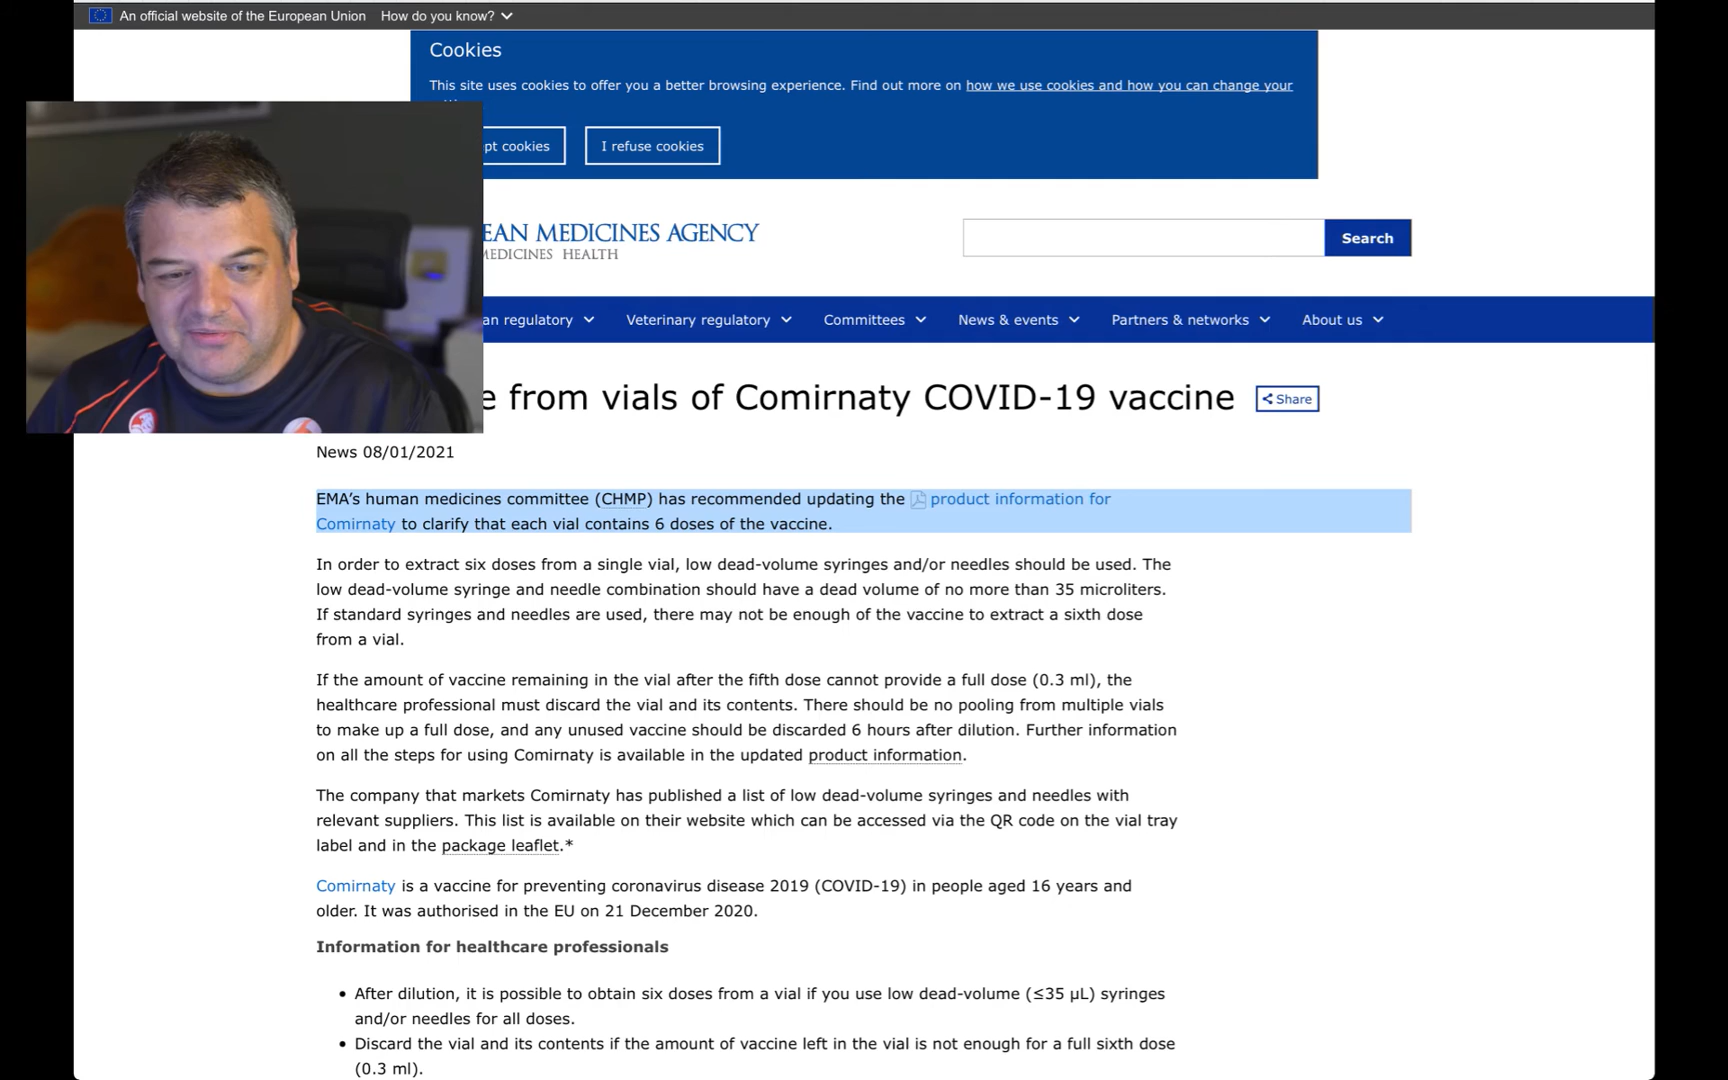 An official website of the European Union How do you know?
Cookies
This site uses cookies to offer you a better browsing experience. Find out more on how we use cookies and how you can change your
pt cookies
I refuse cookies
EAN MEDICINES AGENCY
MEDICINES HEALTH
Search
an regulatory Veterinary regulatory Committees News & events Partners & networks About us
e from vials of Comirnaty COVID-19 vaccine
Share
News 08/01/2021
EMA’s human medicines committee (CHMP) has recommended updating the product information for
Comirnaty to clarify that each vial contains 6 doses of the vaccine.
In order to extract six doses from a single vial, low dead-volume syringes and/or needles should be used. The
low dead-volume syringe and needle combination should have a dead volume of no more than 35 microliters.
If standard syringes and needles are used, there may not be enough of the vaccine to extract a sixth dose
from a vial.
If the amount of vaccine remaining in the vial after the fifth dose cannot provide a full dose (0.3 ml), the
healthcare professional must discard the vial and its contents. There should be no pooling from multiple vials
to make up a full dose, and any unused vaccine should be discarded 6 hours after dilution. Further information
on all the steps for using Comirnaty is available in the updated product information.
The company that markets Comirnaty has published a list of low dead-volume syringes and needles with
relevant suppliers. This list is available on their website which can be accessed via the QR code on the vial tray
label and in the package leaflet.*
Comirnaty is a vaccine for preventing coronavirus disease 2019 (COVID-19) in people aged 16 years and
older. It was authorised in the EU on 21 December 2020.
Information for healthcare professionals
• After dilution, it is possible to obtain six doses from a vial if you use low dead-volume (≤35 μL) syringes
and/or needles for all doses.
• Discard the vial and its contents if the amount of vaccine left in the vial is not enough for a full sixth dose
(0.3 ml).